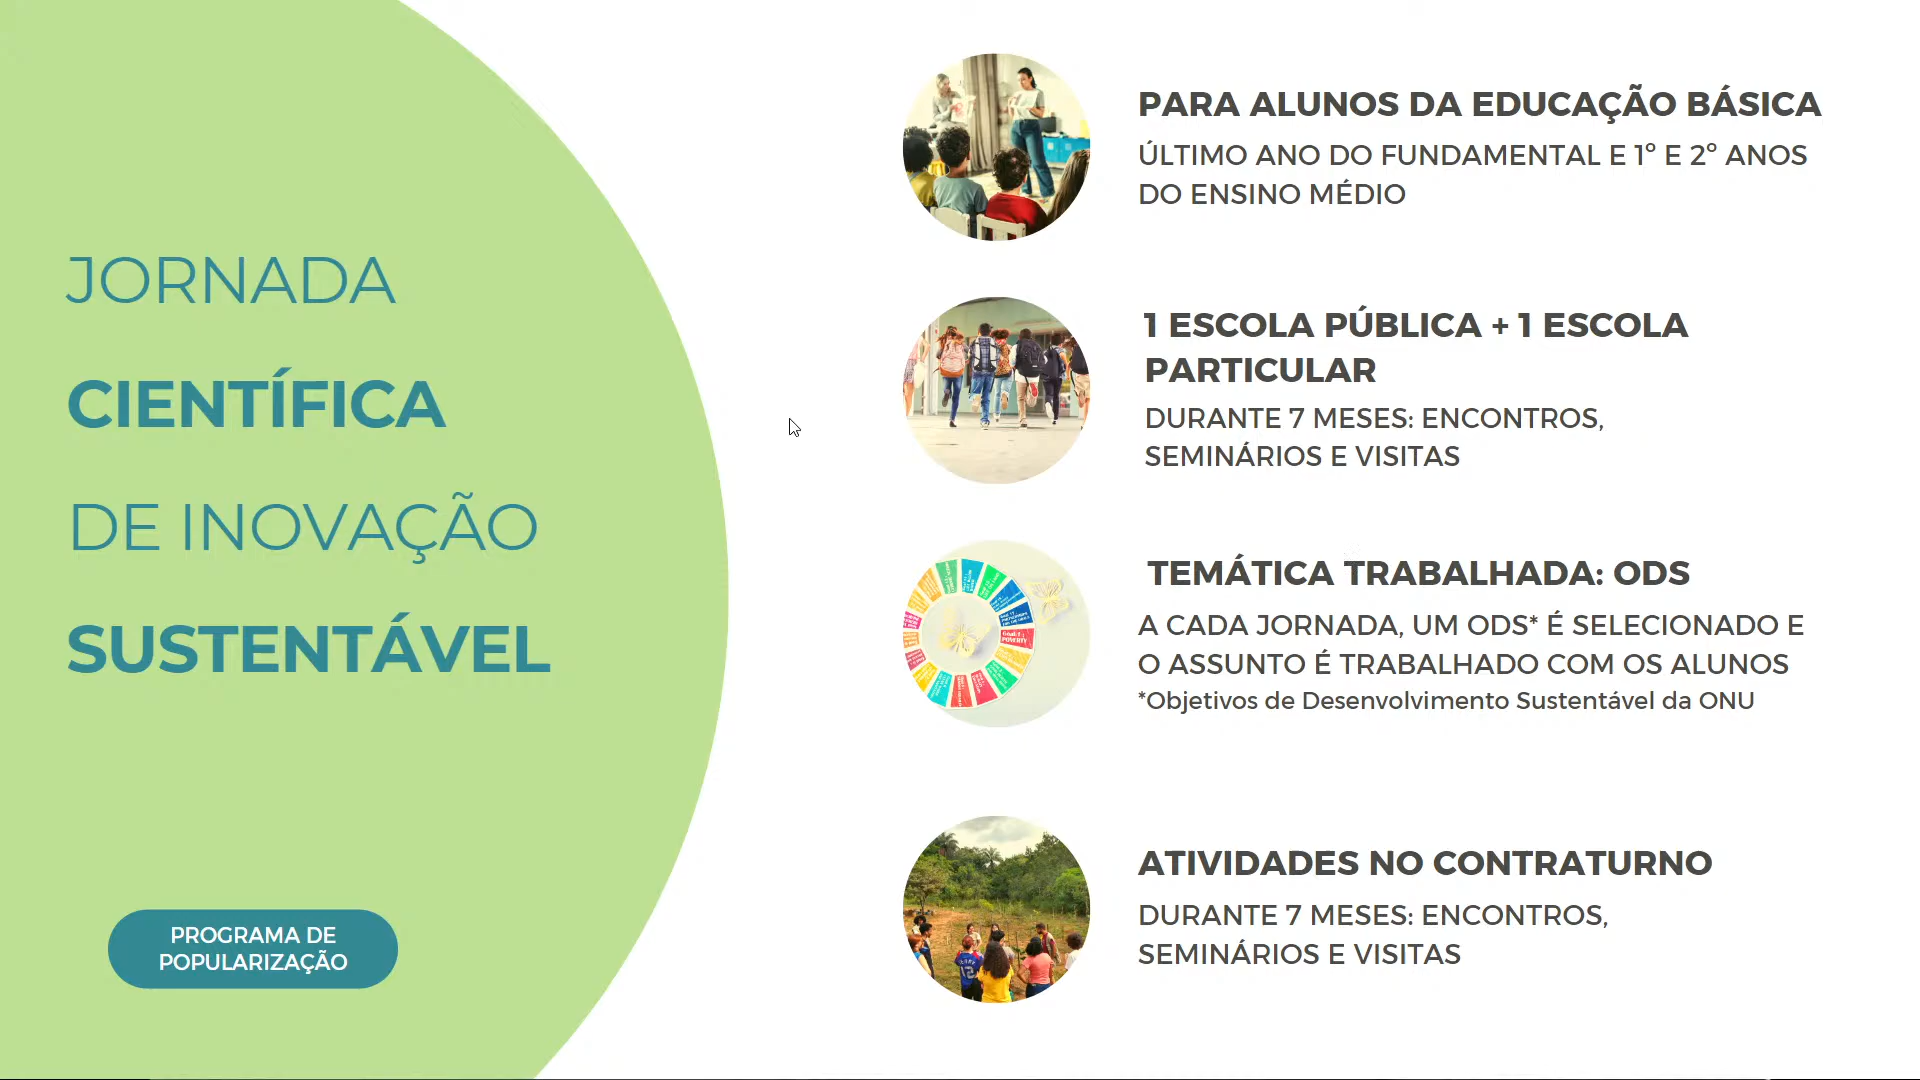 JORNADA
CIENTÍFICA
DE INOVAÇÃO
SUSTENTÁVEL
PROGRAMA DE
POPULARIZAÇÃO
PARA ALUNOS DA EDUCAÇÃO BÁSICA
ÚLTIMO ANO DO FUNDAMENTAL E 1º E 2º ANOS
DO ENSINO MÉDIO
1 ESCOLA PÚBLICA + 1 ESCOLA
PARTICULAR
DURANTE 7 MESES: ENCONTROS,
SEMINÁRIOS E VISITAS
TEMÁTICA TRABALHADA: ODS
A CADA JORNADA, UM ODS* É SELECIONADO E
O ASSUNTO É TRABALHADO COM OS ALUNOS
*Objetivos de Desenvolvimento Sustentável da ONU
ATIVIDADES NO CONTRATURNO
DURANTE 7 MESES: ENCONTROS,
SEMINÁRIOS E VISITAS